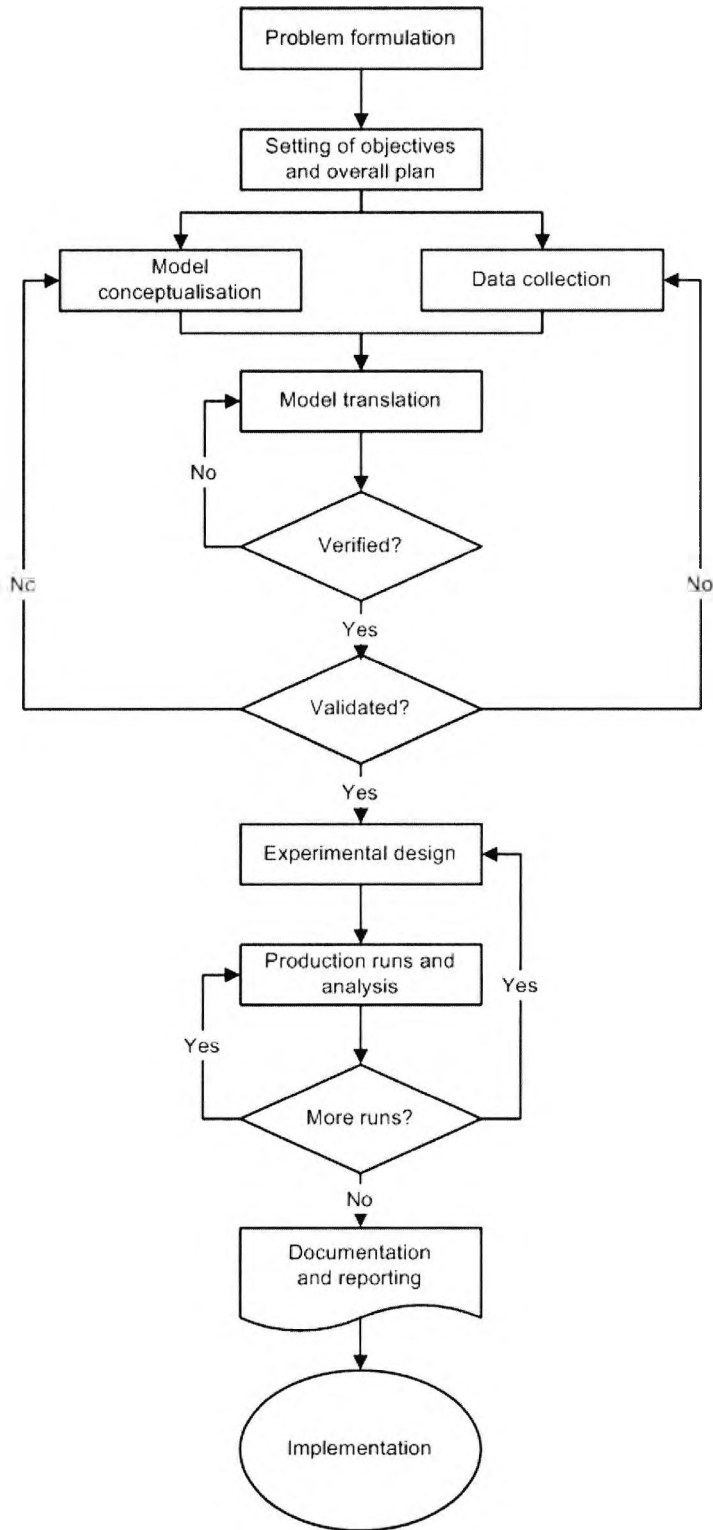 Problem formulation
Setting of objectives
and overall plan
Model
conceptualisation
Data collection
Model translation
No
Verified?
No
No
Yes
Validated?
Yes
Experimental design
Production runs and
analysis
Yes
Yes
More runs?
No
Documentation
and reporting
Implementation